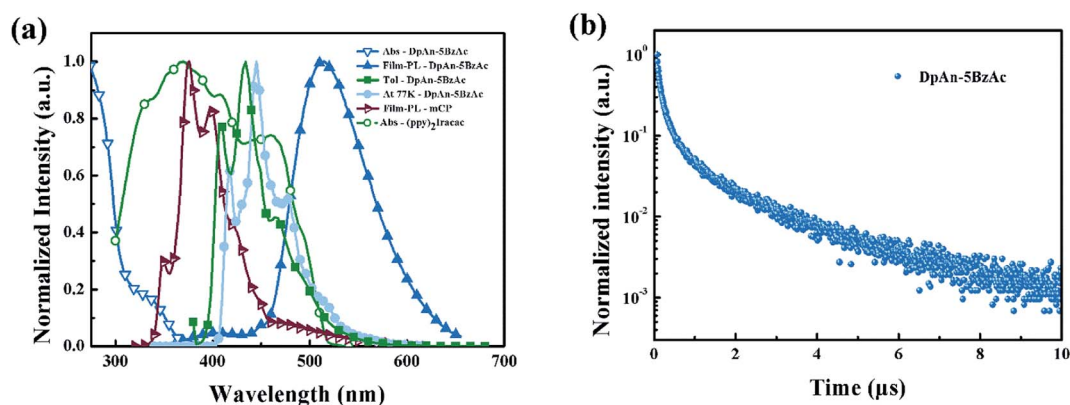 (a)
Normalized Intensity (a.u.)
1.0
0.8
0.6
0.4
0.2
0.0
300 400 500 600 700
Wavelength (nm)
Abs - DpAn-5BzAc
Film-PL - DpAn-5BzAc
Tol - DpAn-5BzAc
At 77K - DpAn-5BzAc
Film-PL - mCP
Abs - (ppy)2Iracac
(b)
Normalized intensity (a.u.)
10^0
10^-1
10^-2
10^-3
0 2 4 6 8 10
Time (μs)
DpAn-5BzAc